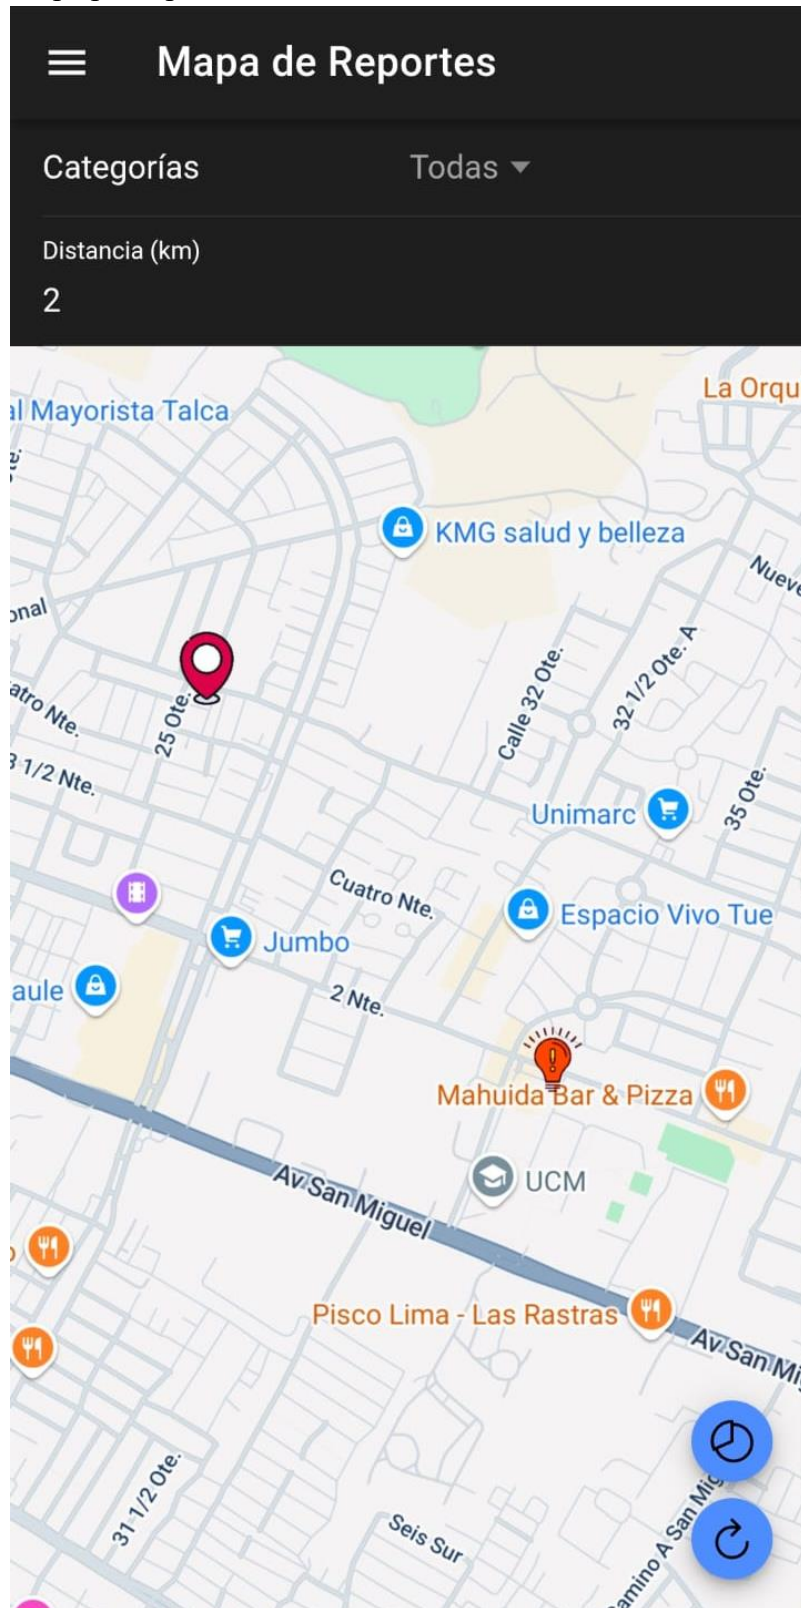 Mapa de Reportes
Categorías
Todas
Distancia (km)
2
La Orqu
al Mayorista Talca
KMG salud y belleza
Nueve
onal
Calle 32 Ote.
32 1/2 Ote. A
atro Nte.
25 Ote.
3 1/2 Nte.
Unimarc
35 Ote.
Cuatro Nte.
Espacio Vivo Tue
Jumbo
aule
2 Nte.
Mahuida Bar & Pizza
UCM
Av San Miguel
Pisco Lima - Las Rastras
Av San Mi
31 1/2 Ote.
Seis Sur
amino A San Mig